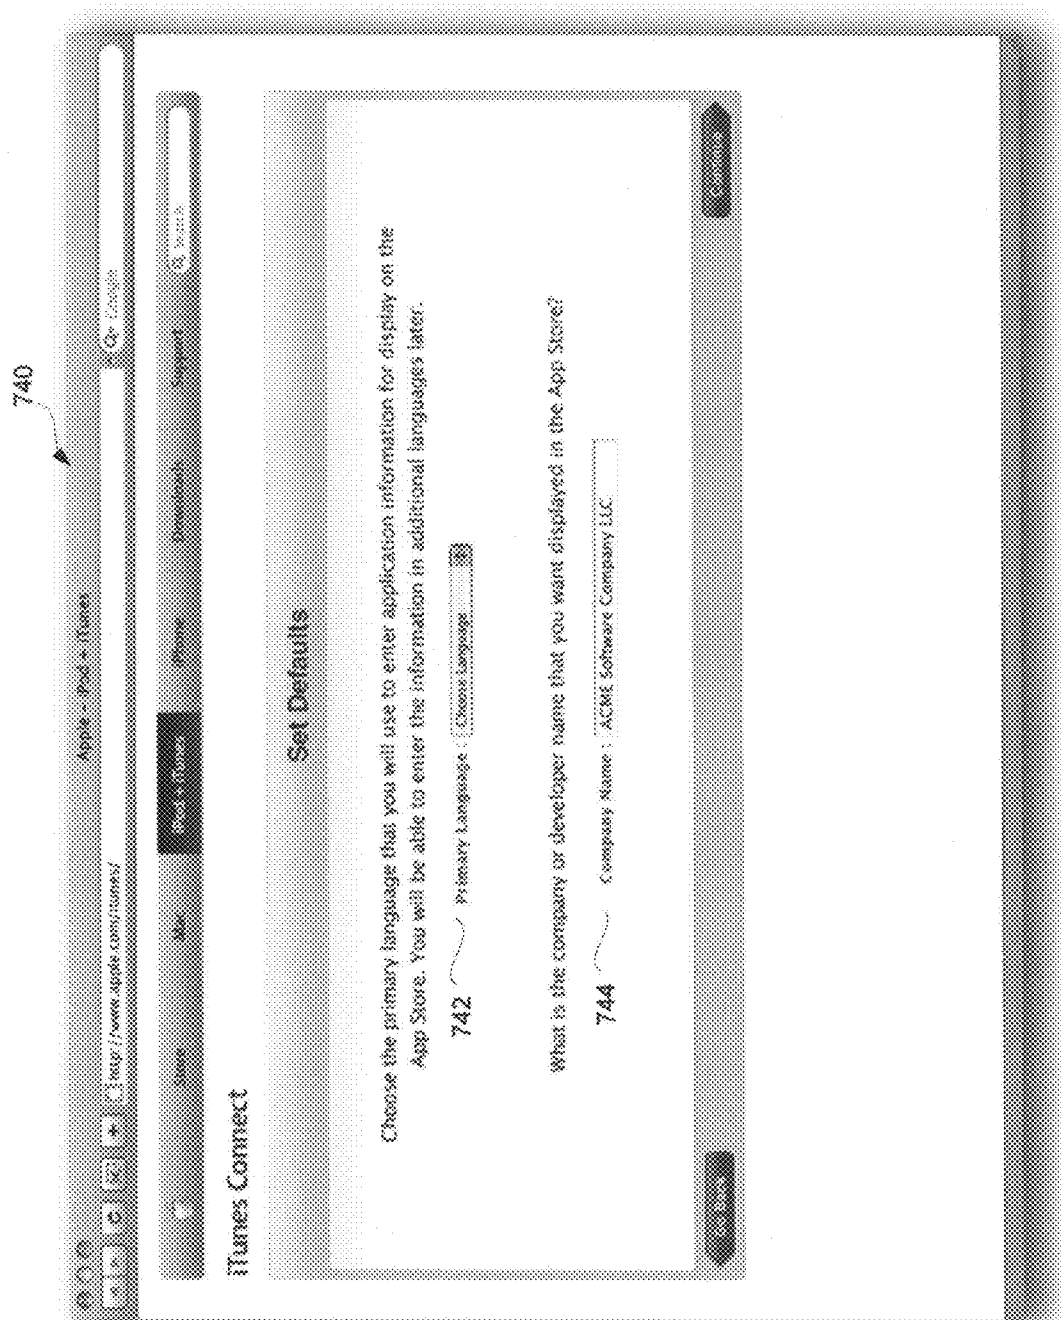 740
Apple - iPod + iTunes
http://www.apple.com/itunes/
Google
Store Mac iPod + iTunes iPhone Downloads Support Search
iTunes Connect
Set Defaults
Choose the primary language that you will use to enter application information for display on the
App Store. You will be able to enter the information in additional languages later.
742 Primary Language : Choose Language
What is the company or developer name that you want displayed in the App Store?
744 Company Name : ACME Software Company LLC
Go Back
Continue